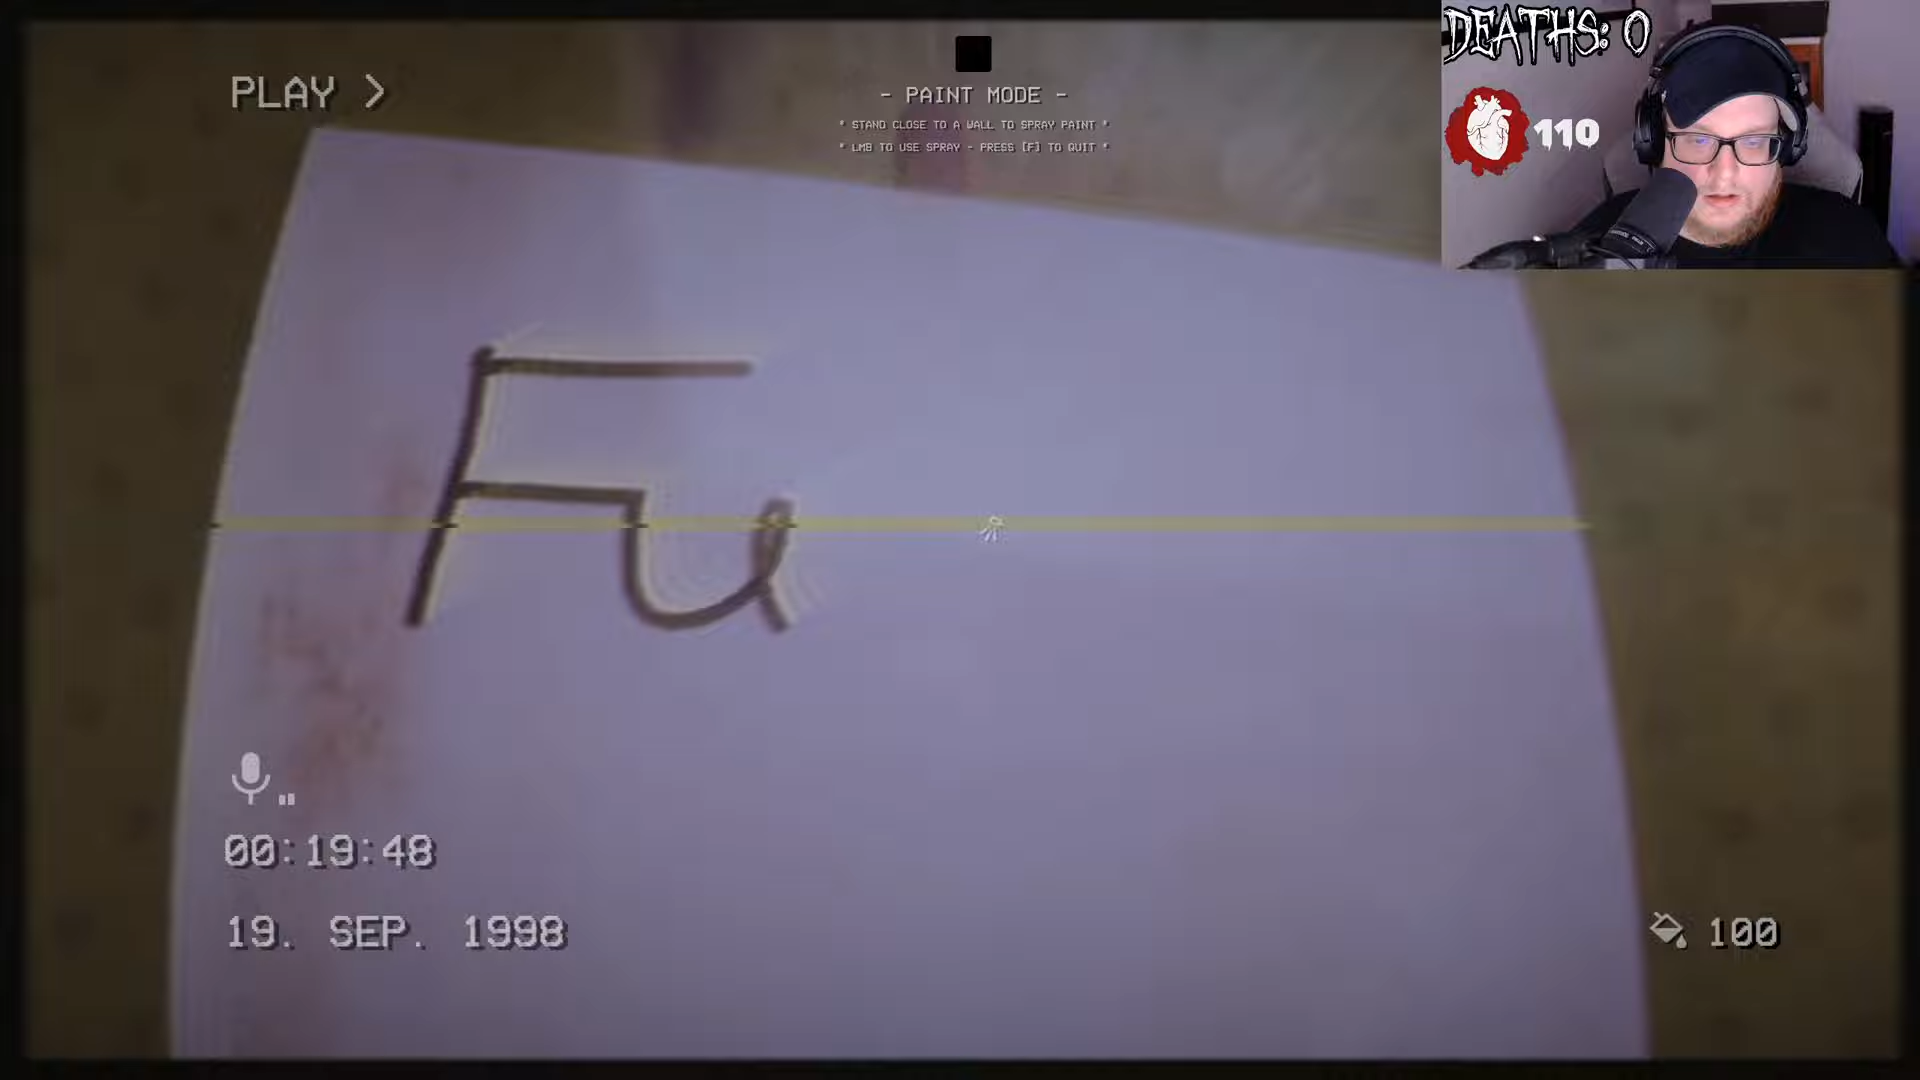 DEATHS: 0
PLAY >
- PAINT MODE -
* STAND CLOSE TO A WALL TO SPRAY PAINT *
* LMB TO USE SPRAY - PRESS [F] TO QUIT *
110
Fu
00:19:48
19. SEP. 1998
100